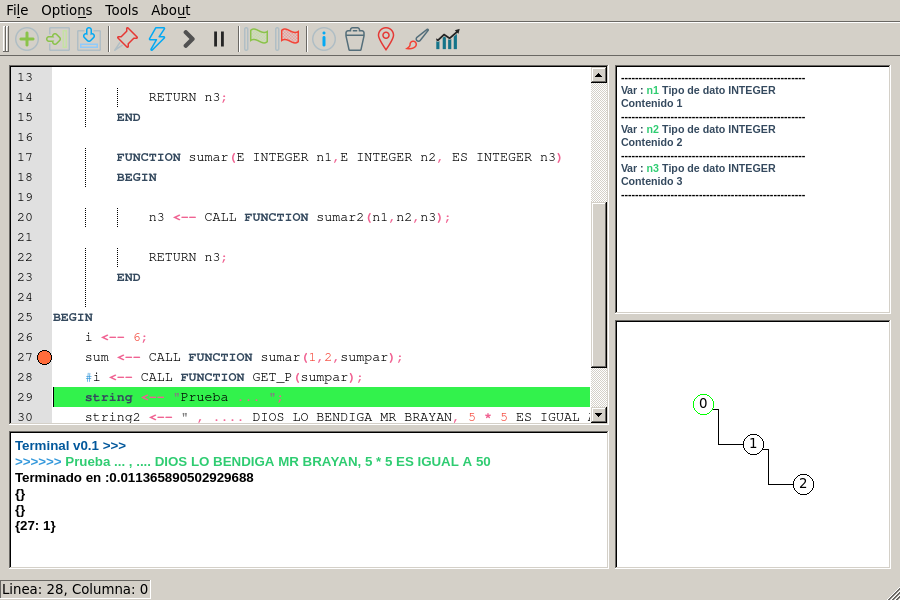 File Options Tools About
13
14 RETURN n3;
15 END
16
17 FUNCTION sumar(E INTEGER n1,E INTEGER n2, ES INTEGER n3)
18 BEGIN
19
20 n3 <-- CALL FUNCTION sumar2(n1,n2,n3);
21
22 RETURN n3;
23 END
24
25 BEGIN
26 i <-- 6;
27 sum <-- CALL FUNCTION sumar(1,2,sumpar);
28 #i <-- CALL FUNCTION GET_P(sumpar);
29 string <-- "Prueba ... ";
30 string2 <-- " , .... DIOS LO BENDIGA MR BRAYAN, 5 * 5 ES IGUAL
Var : n1 Tipo de dato INTEGER
Contenido 1
Var : n2 Tipo de dato INTEGER
Contenido 2
Var : n3 Tipo de dato INTEGER
Contenido 3
Terminal v0.1 >>>
>>>>>> Prueba ... , .... DIOS LO BENDIGA MR BRAYAN, 5 * 5 ES IGUAL A 50
Terminado en :0.011365890502929688
{}
{}
{27: 1}
0
1
2
Linea: 28, Columna: 0